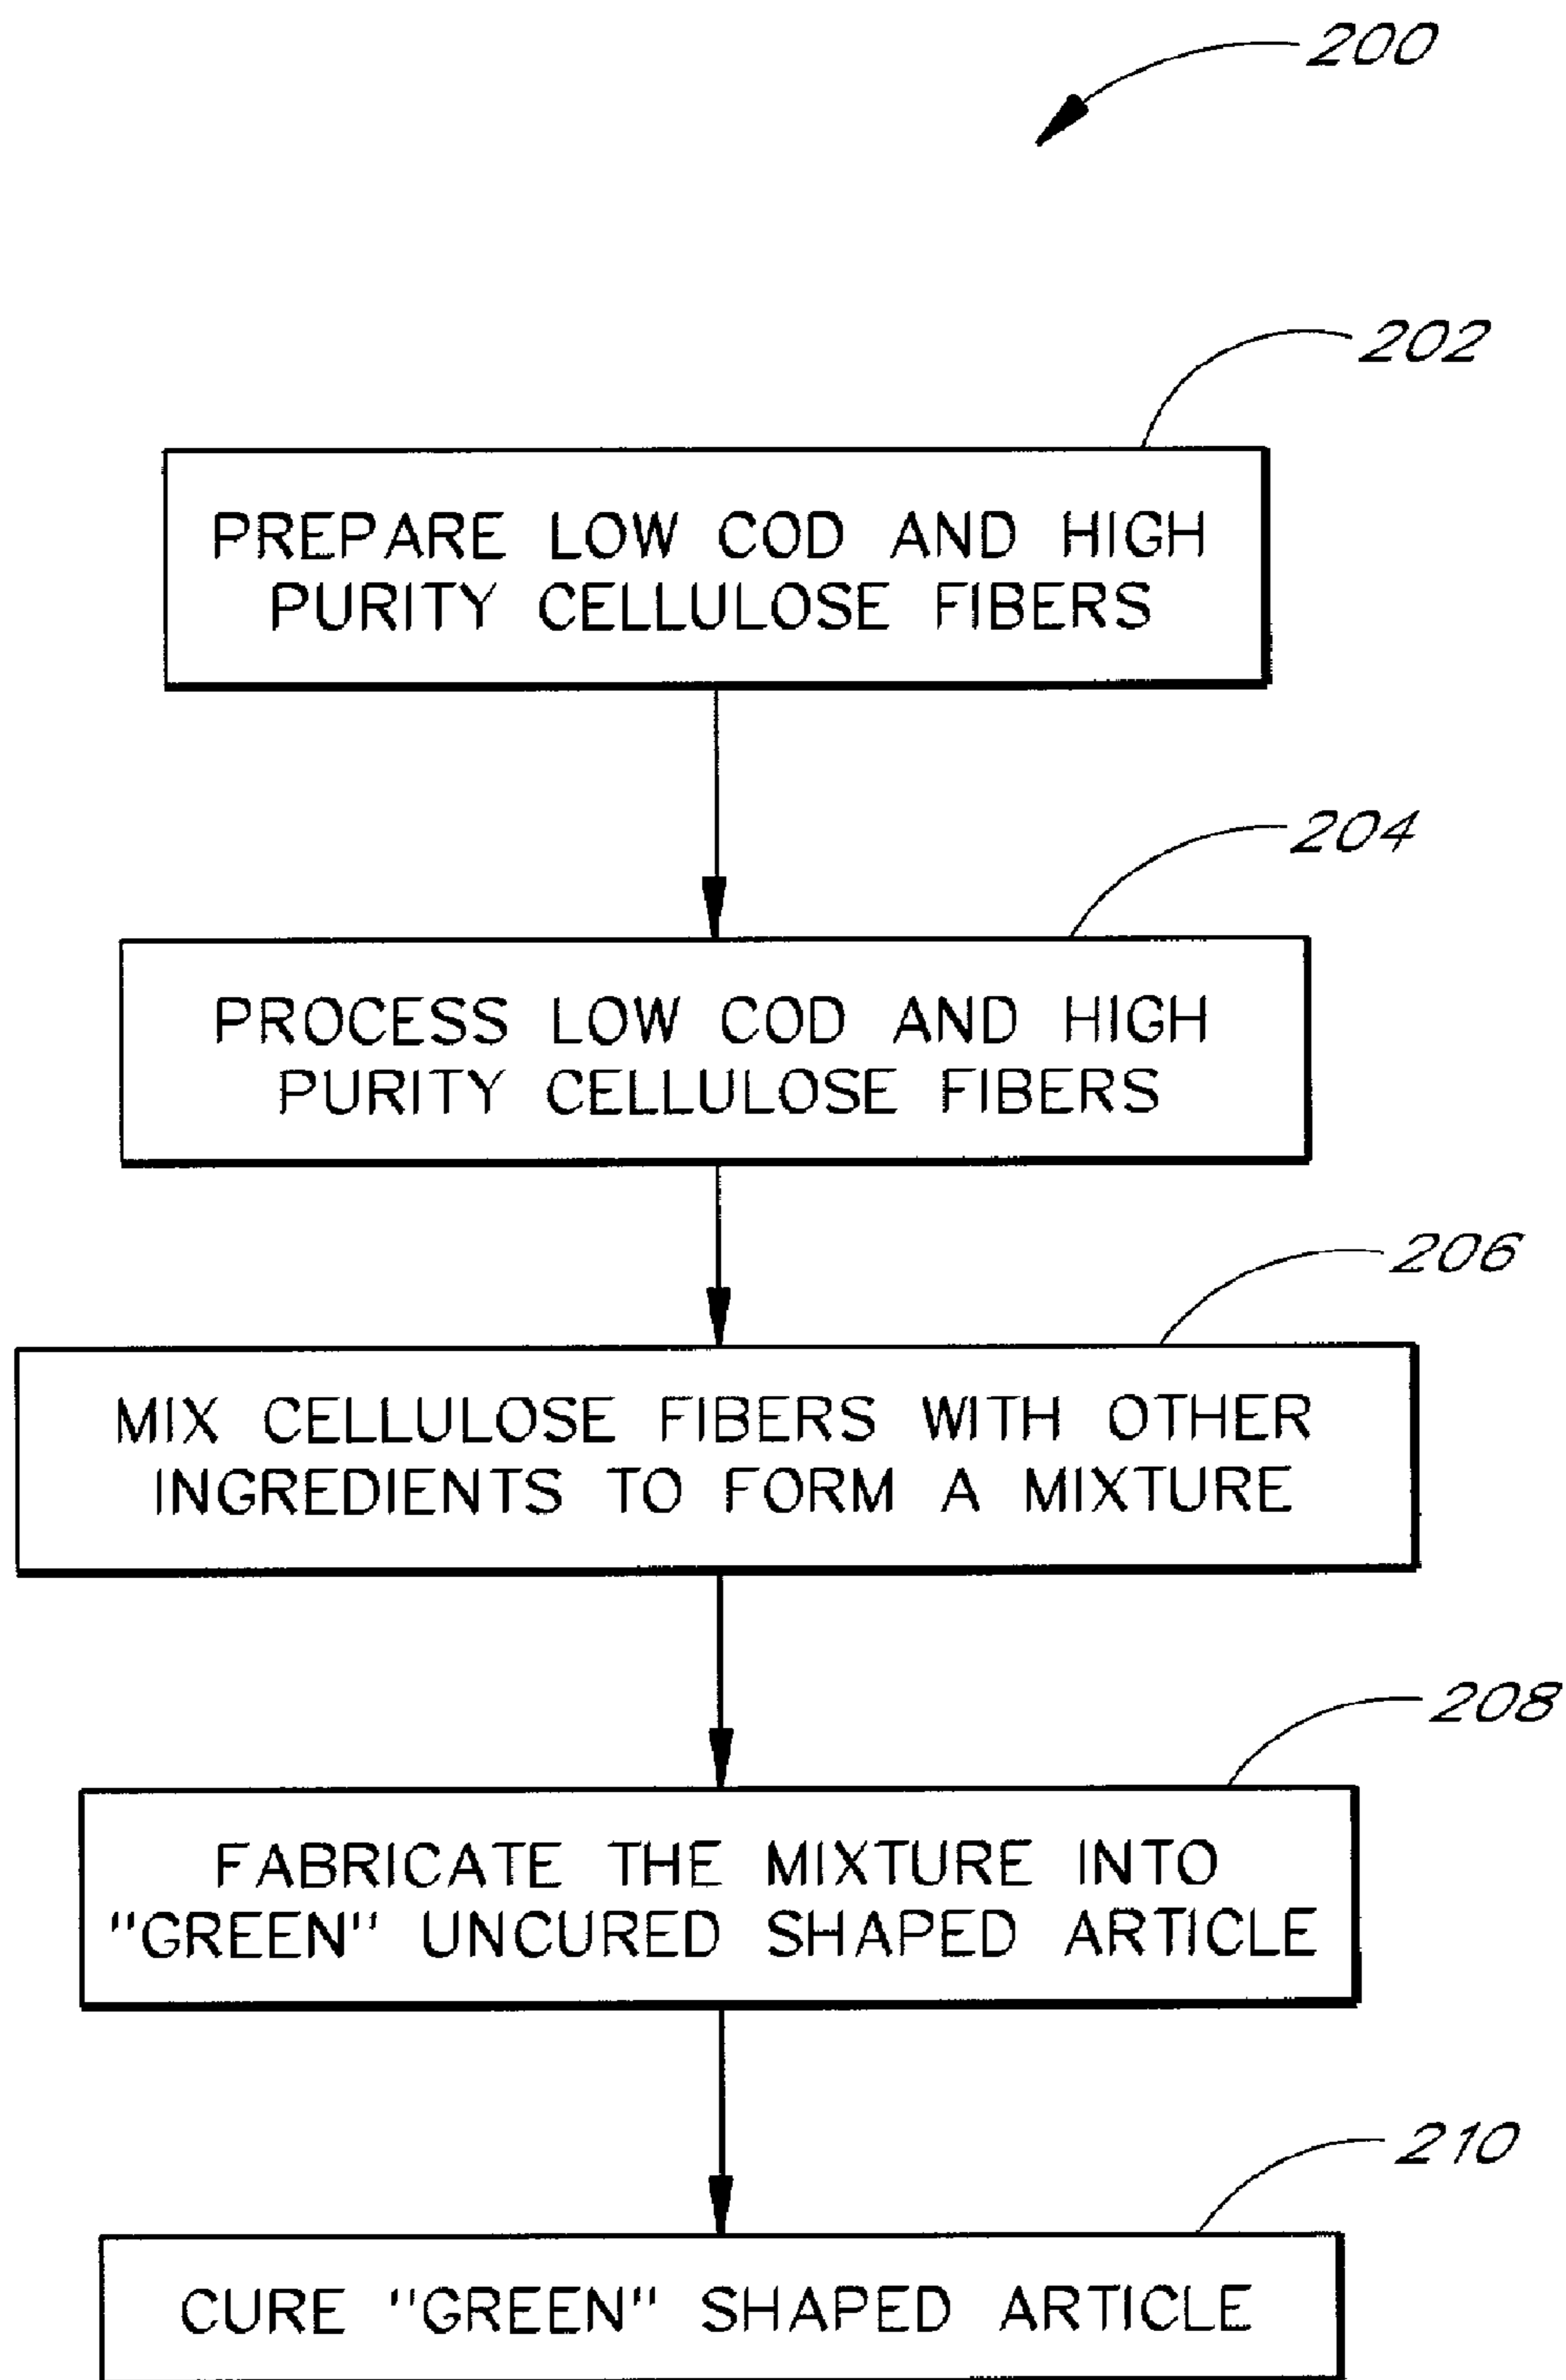 200
202
PREPARE LOW COD AND HIGH
PURITY CELLULOSE FIBERS
204
PROCESS LOW COD AND HIGH
PURITY CELLULOSE FIBERS
206
MIX CELLULOSE FIBERS WITH OTHER
INGREDIENTS TO FORM A MIXTURE
208
FABRICATE THE MIXTURE INTO
"GREEN" UNCURED SHAPED ARTICLE
210
CURE "GREEN" SHAPED ARTICLE